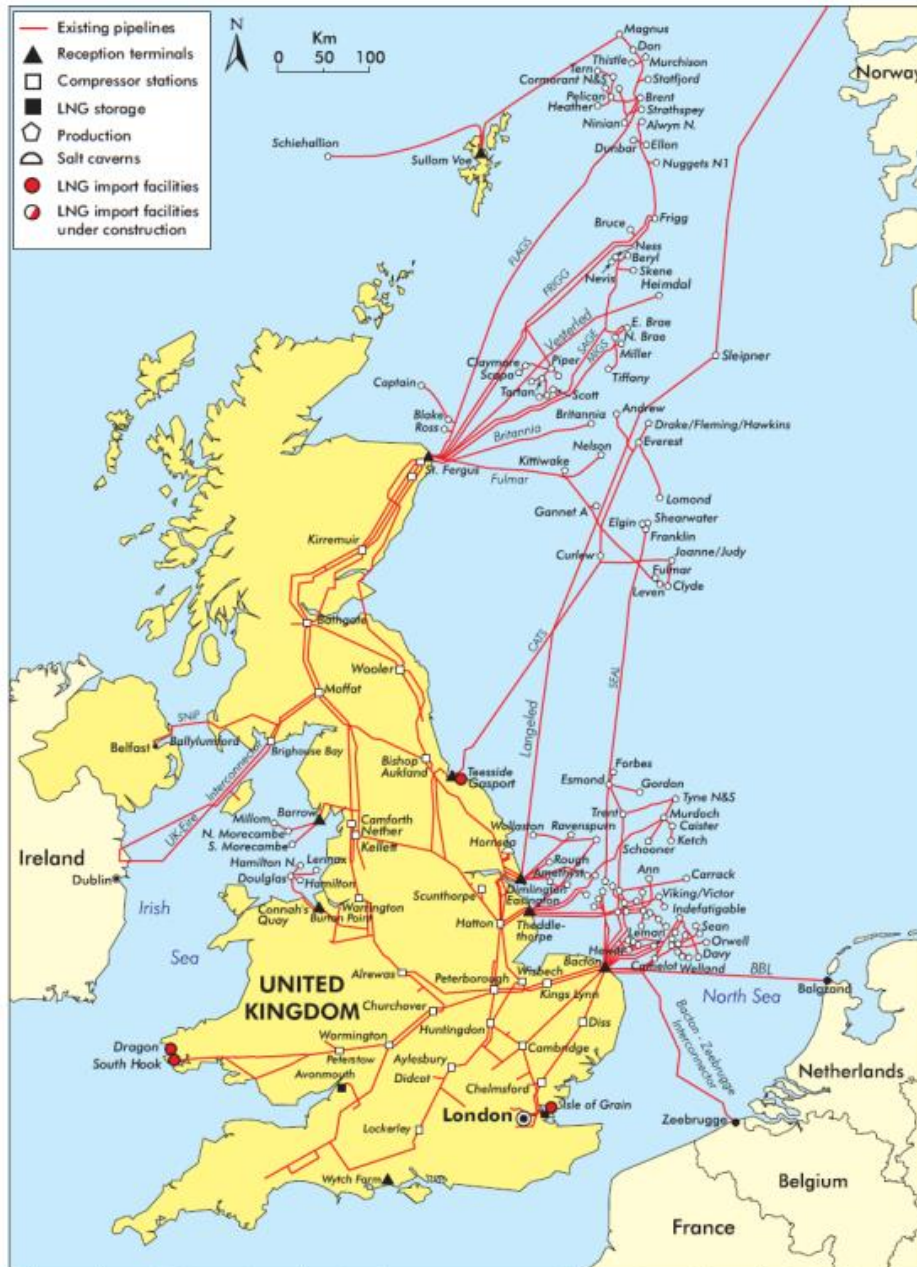 Existing pipelines
Reception terminals
Compressor stations
LNG storage
Production
Salt caverns
LNG import facilities
LNG import facilities
under construction
N
Km
0 50 100
Norway
Magnus
Don
Thistle
Murchison
Tern
Cormorant N&S
Statfjord
Pelican
Brent
Heather
Strathspey
Ninian
Alwyn N.
Schiehallion
Dunbar
Ellon
Sullom Voe
Nuggets N1
Bruce
Frigg
FLAGS
FRIGG
Ness
Beryl
Nevis
Skene
Heimdal
Vesterled
SAGE
MIGS
E. Brae
N. Brae
Claymore
Piper
Miller
Sleipner
Scapa
Tiffany
Captain
Tartan
Scott
Blake
Britannia
Andrew
Ross
Britannia
Drake/Fleming/Hawkins
Nelson
Everest
St. Fergus
Kittiwake
Fulmar
Lomond
Gannet A
Elgin
Shearwater
Franklin
Kirremuir
Curlew
Joanne/Judy
Fulmar
Leven
Clyde
Bathgate
CATS
Wooler
SEAL
Moffat
SNIP
Langeled
Belfast
Ballylumford
Brighouse Bay
Forbes
Bishop
Aukland
Teesside
Gasport
Esmond
Gordon
UK-Eire Interconnector
Tyne N&S
Barrow
Trent
Murdoch
Millom
Camforth
Wollaston
Ravenspurn
Caister
N. Morecambe
Nether
Kellett
Hornsea
Ketch
S. Morecambe
Schooner
Ireland
Hamilton N.
Lennox
Rough
Ann
Doulglas
Hamilton
Amethyst
Carrack
Dublin
Scunthorpe
Dimlington
Viking/Victor
Warrington
Easington
Indefatigable
Irish
Sea
Connah's
Quay
Burton Point
Hatton
Theddle-
thorpe
Leman
Sean
Orwell
Hewett
Davy
Bacton
Camelot
Welland
BBL
Wisbech
Alrewas
Peterborough
Kings Lynn
North Sea
Balgzand
UNITED
KINGDOM
Churchover
Diss
Huntingdon
Bacton - Zeebrugge
Interconnector
Dragon
South Hook
Wormington
Peterstow
Cambridge
Aylesbury
Avonmouth
Didcot
Chelmsford
Netherlands
London
Isle of Grain
Zeebrugge
Lockerley
Wytch Farm
Belgium
France